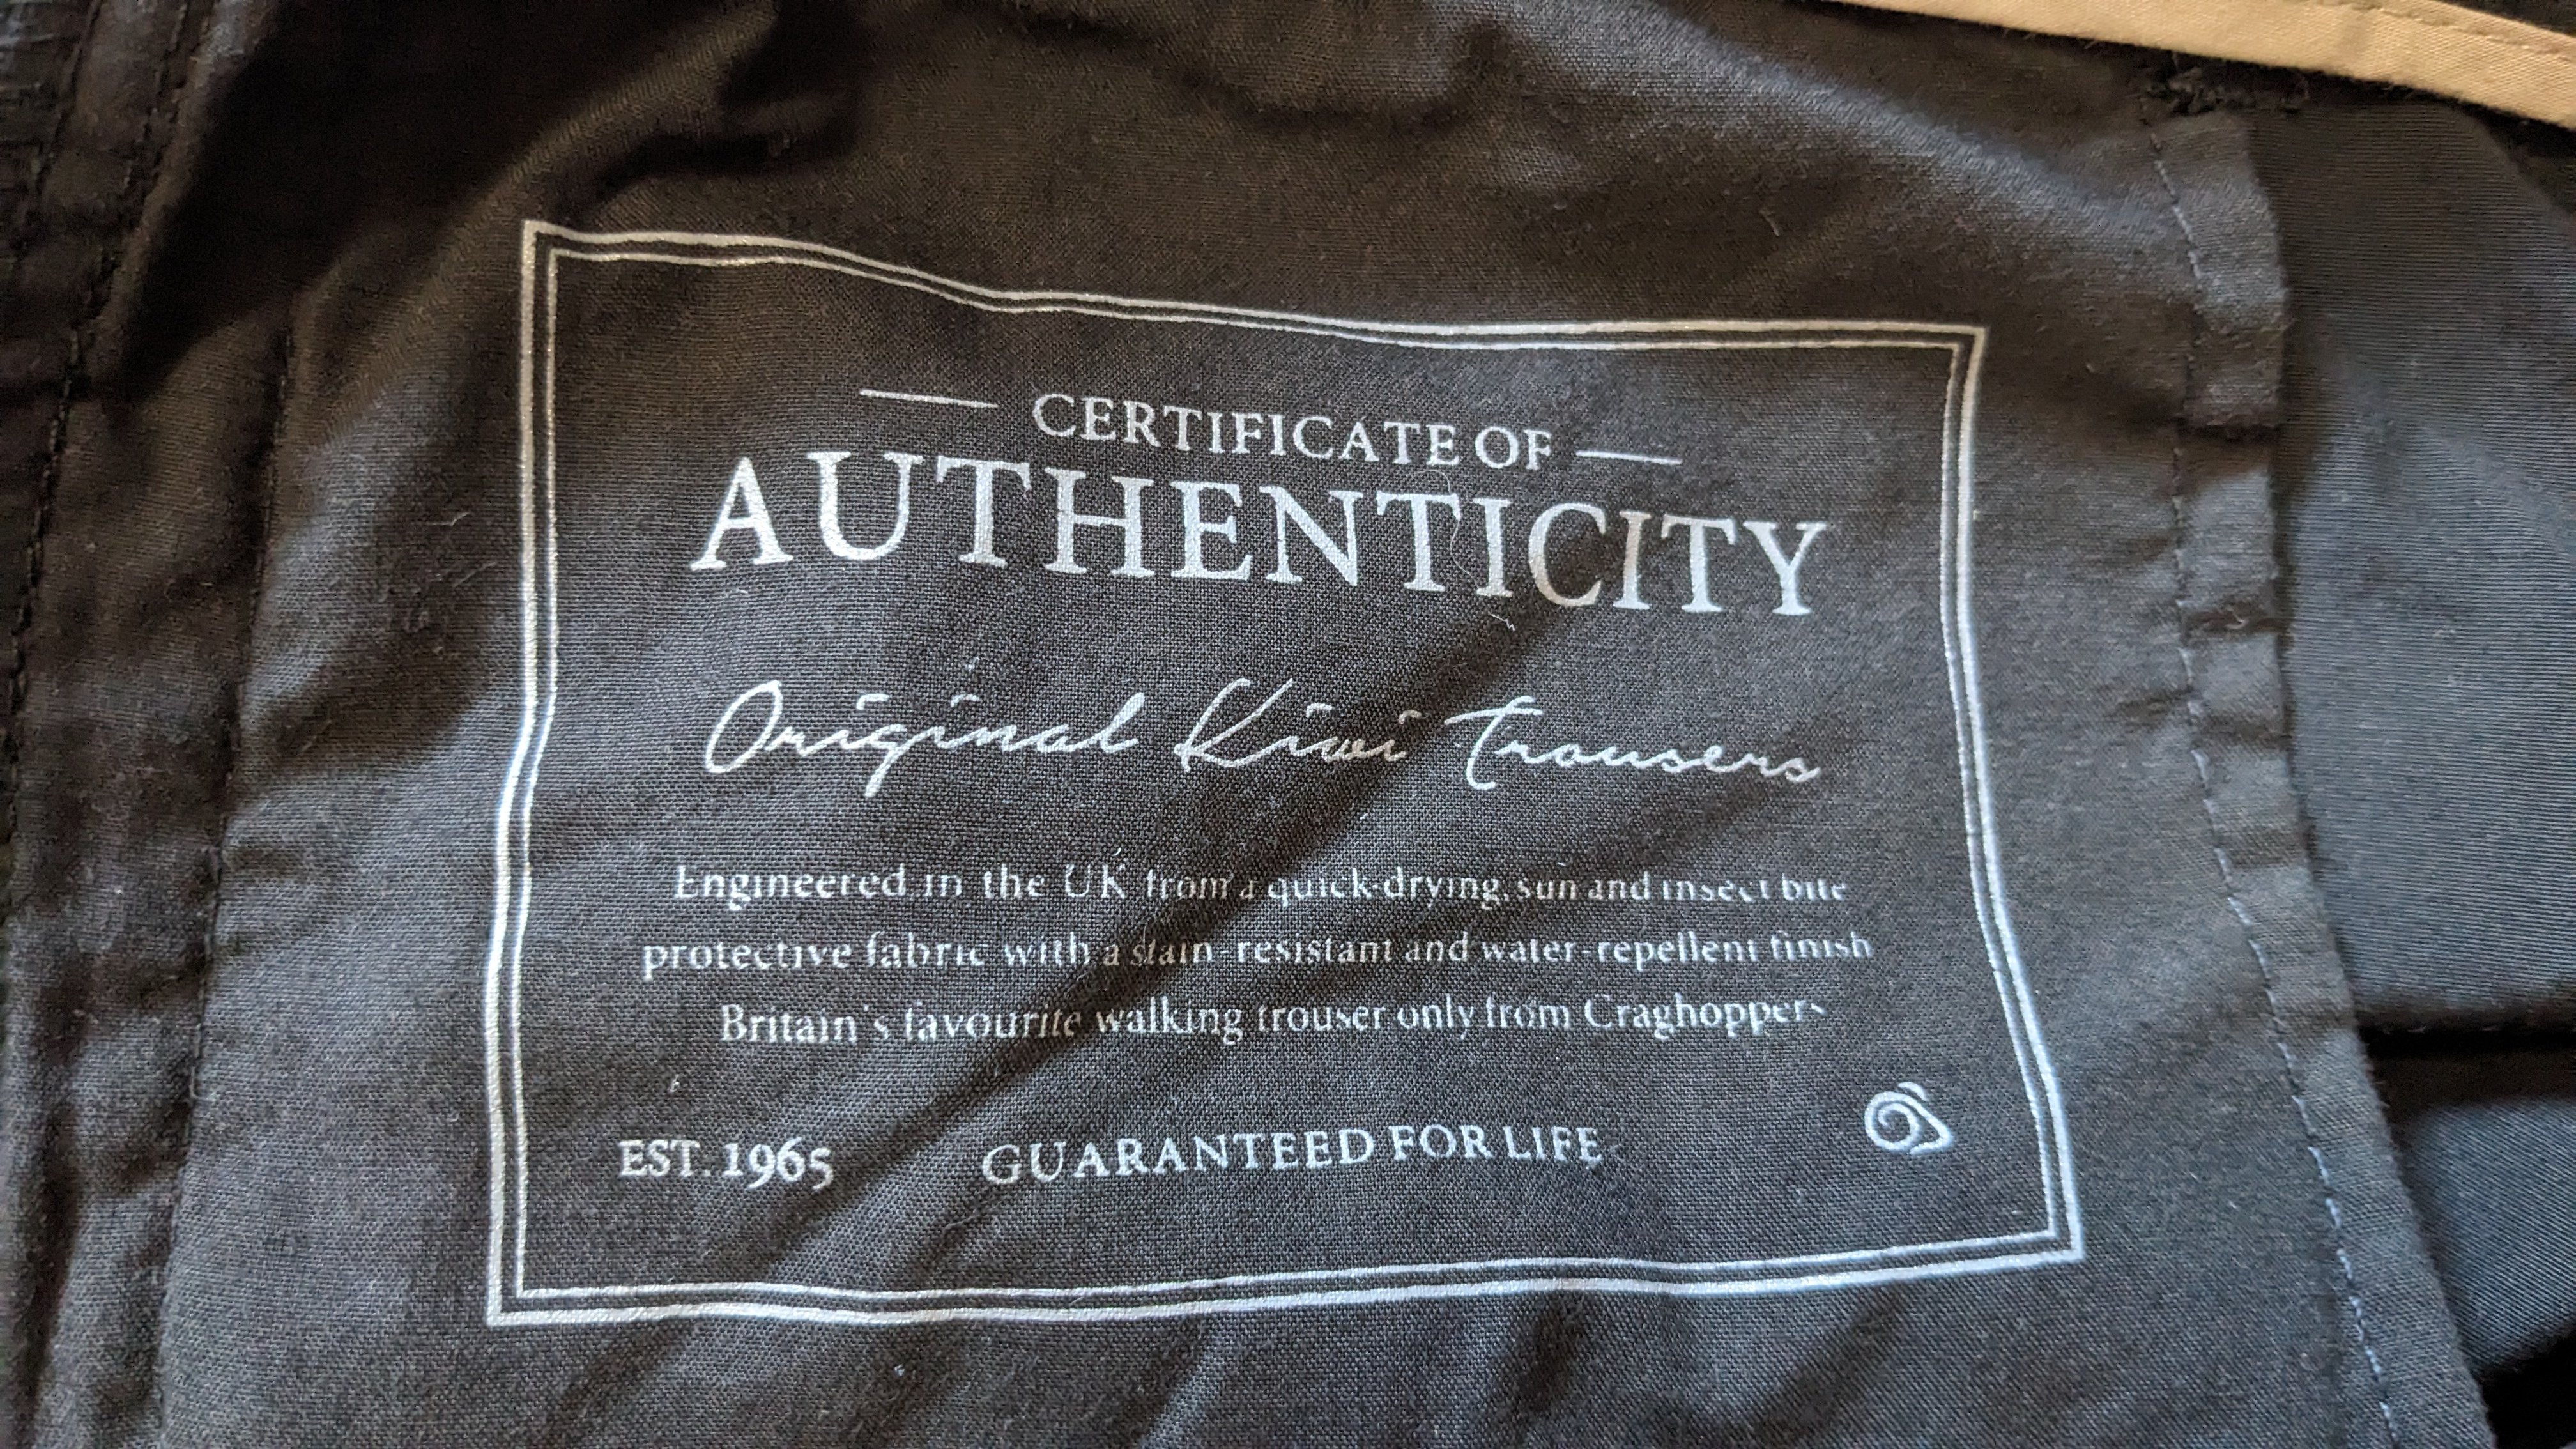 CERTIFICATE OF
AUTHENTICITY
Original Kiwi Trousers
Engineered in the UK from a quick-drying, sun and insect bite
protective fabric with a stain-resistant and water-repellent finish
Britain's favourite walking trouser only from Craghoppers
EST. 1965 GUARANTEED FOR LIFE